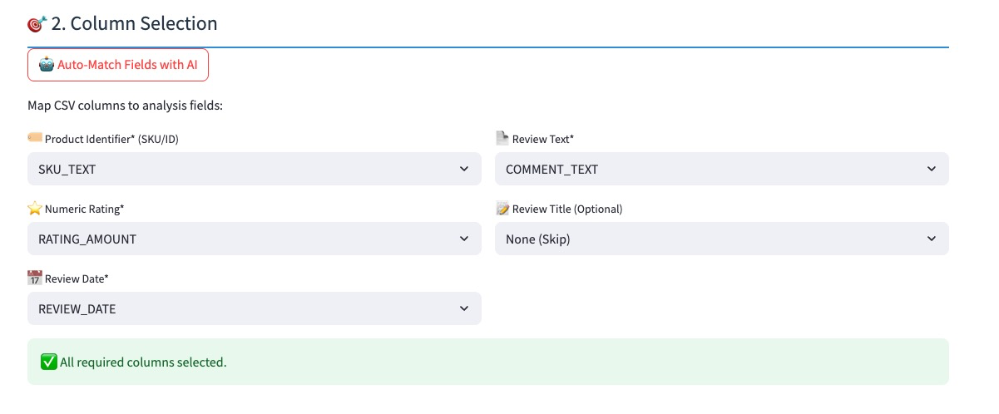 🎯 2. Column Selection
🤖 Auto-Match Fields with AI
Map CSV columns to analysis fields:
🏷️ Product Identifier* (SKU/ID)
SKU_TEXT
📄 Review Text*
COMMENT_TEXT
⭐ Numeric Rating*
RATING_AMOUNT
📝 Review Title (Optional)
None (Skip)
📅 Review Date*
REVIEW_DATE
✅ All required columns selected.